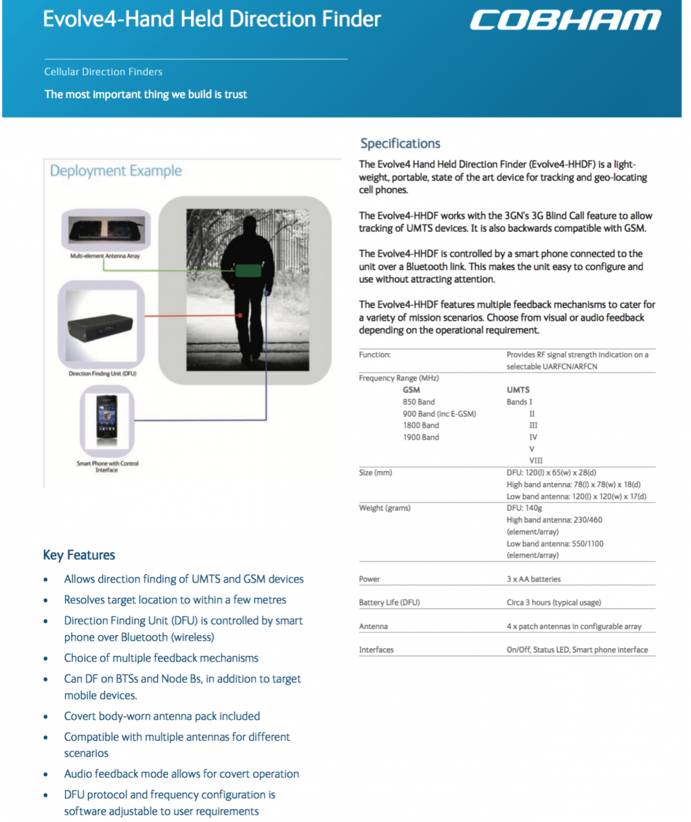 Evolve4-Hand Held Direction Finder
COBHAM
Cellular Direction Finders
The most important thing we build is trust
Deployment Example
Multi-element Antenna Array
Direction Finding Unit (DFU)
Smart Phone with Control
Interface
Key Features
• Allows direction finding of UMTS and GSM devices
• Resolves target location to within a few metres
• Direction Finding Unit (DFU) is controlled by smart
phone over Bluetooth (wireless)
• Choice of multiple feedback mechanisms
• Can DF on BTSs and Node Bs, in addition to target
mobile devices.
• Covert body-worn antenna pack included
• Compatible with multiple antennas for different
scenarios
• Audio feedback mode allows for covert operation
• DFU protocol and frequency configuration is
software adjustable to user requirements
Specifications
The Evolve4 Hand Held Direction Finder (Evolve4-HHDF) is a light-
weight, portable, state of the art device for tracking and geo-locating
cell phones.
The Evolve4-HHDF works with the 3GN's 3G Blind Call feature to allow
tracking of UMTS devices. It is also backwards compatible with GSM.
The Evolve4-HHDF is controlled by a smart phone connected to the
unit over a Bluetooth link. This makes the unit easy to configure and
use without attracting attention.
The Evolve4-HHDF features multiple feedback mechanisms to cater for
a variety of mission scenarios. Choose from visual or audio feedback
depending on the operational requirement.
Function: Provides RF signal strength indication on a
selectable UARFCN/ARFCN
Frequency Range (MHz)
GSM UMTS
850 Band Bands I
900 Band (inc E-GSM) II
1800 Band III
1900 Band IV
V
VIII
Size (mm) DFU: 120(l) x 65(w) x 28(d)
High band antenna: 78(l) x 78(w) x 18(d)
Low band antenna: 120(l) x 120(w) x 17(d)
Weight (grams) DFU: 140g
High band antenna: 230/460
(element/array)
Low band antenna: 550/1100
(element/array)
Power 3 x AA batteries
Battery Life (DFU) Circa 3 hours (typical usage)
Antenna 4 x patch antennas in configurable array
Interfaces On/Off, Status LED, Smart phone interface